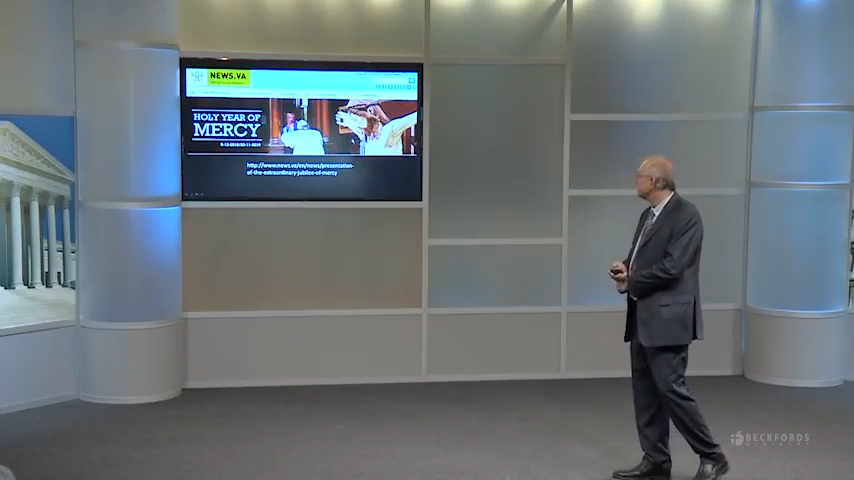 NEWS.VA
HOLY YEAR OF
MERCY
http://www.news.va/en/news/presentation-
of-the-extraordinary-jubilee-of-mercy
BECKFORDS
MINISTRY